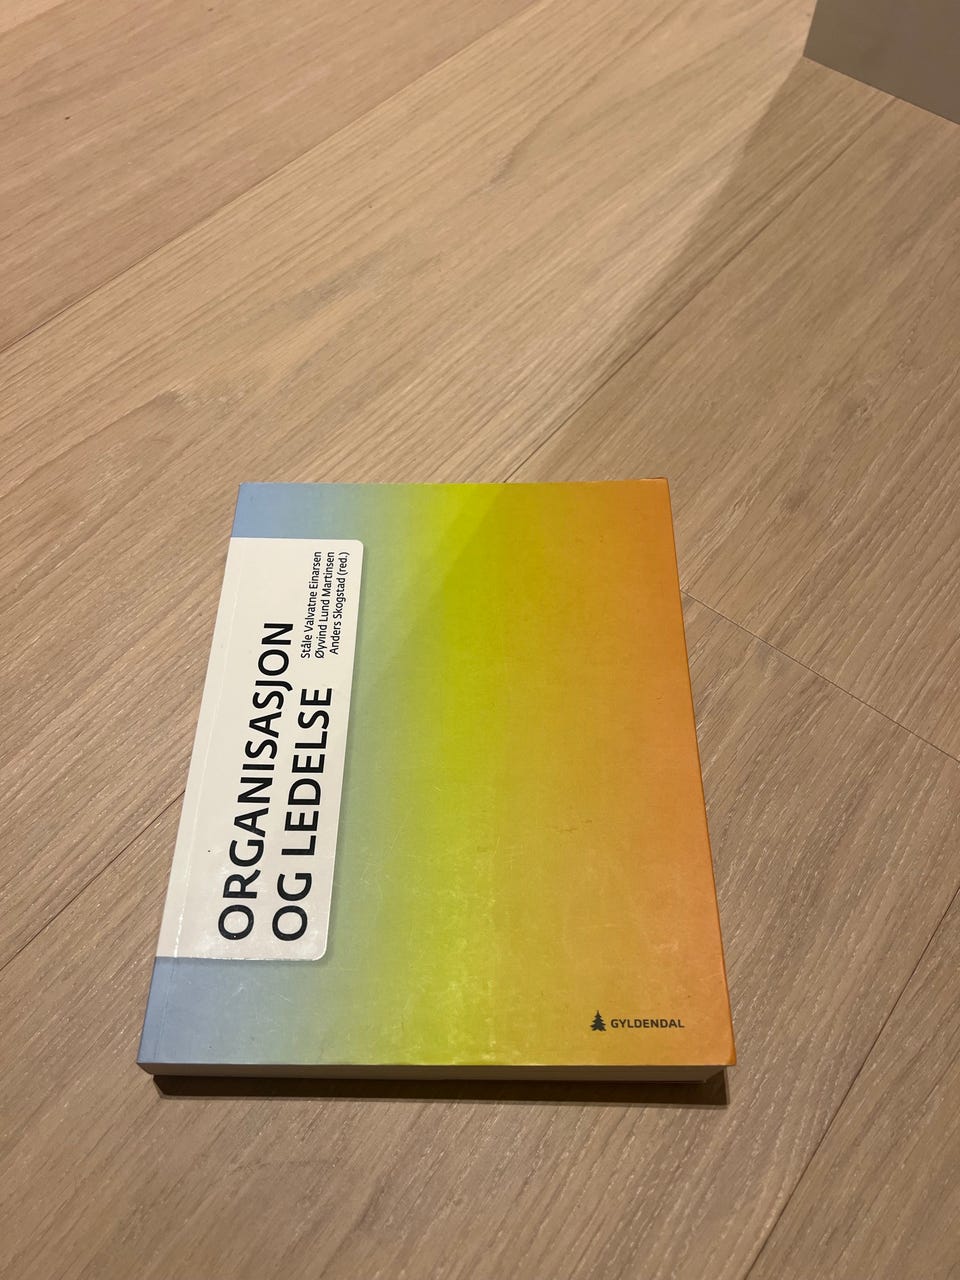 ORGANISASJON
OG LEDELSE
Ståle Valvatne Einarsen
Øyvind Lund Martinsen
Anders Skogstad (red.)
GYLDENDAL